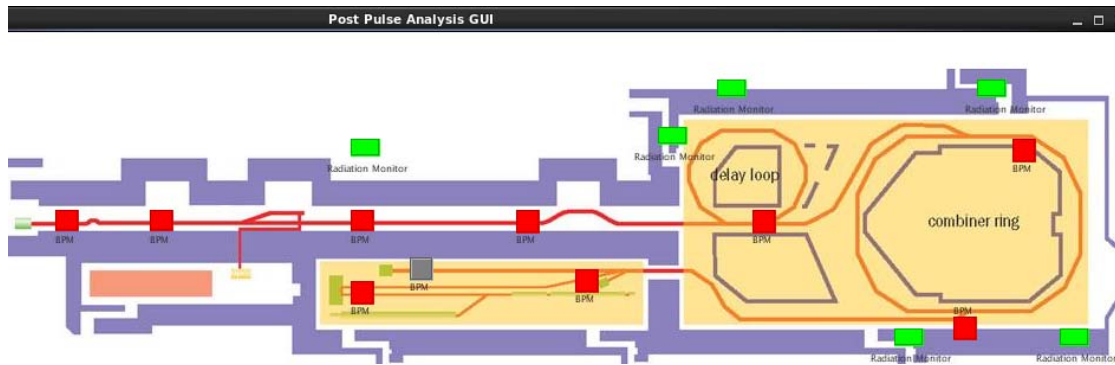 Post Pulse Analysis GUI
Radiation Monitor
Radiation Monitor
Radiation Monitor
Radiation Monitor
delay loop
BPM
combiner ring
BPM
BPM
BPM
BPM
BPM
BPM
BPM
BPM
BPM
Radiation Monitor
Radiation Monitor